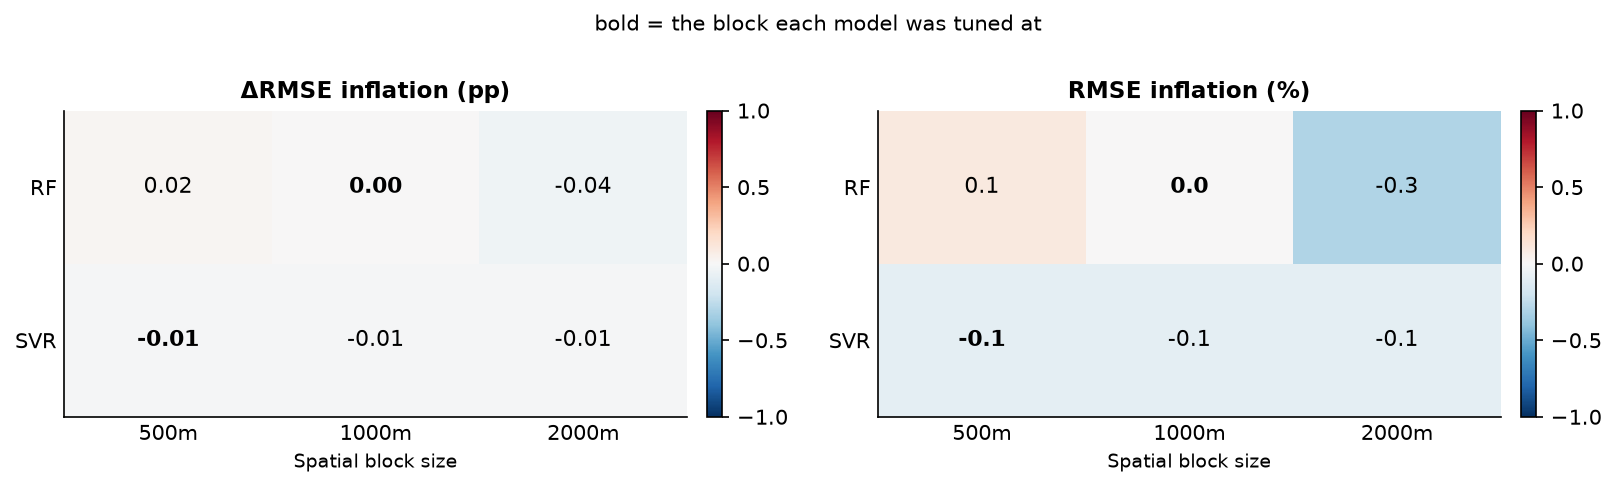 bold = the block each model was tuned at
ΔRMSE inflation (pp)
RF
0.02
0.00
-0.04
SVR
-0.01
-0.01
-0.01
500m
1000m
2000m
Spatial block size
1.0
0.5
0.0
−0.5
−1.0
RMSE inflation (%)
RF
0.1
0.0
-0.3
SVR
-0.1
-0.1
-0.1
500m
1000m
2000m
Spatial block size
1.0
0.5
0.0
−0.5
−1.0